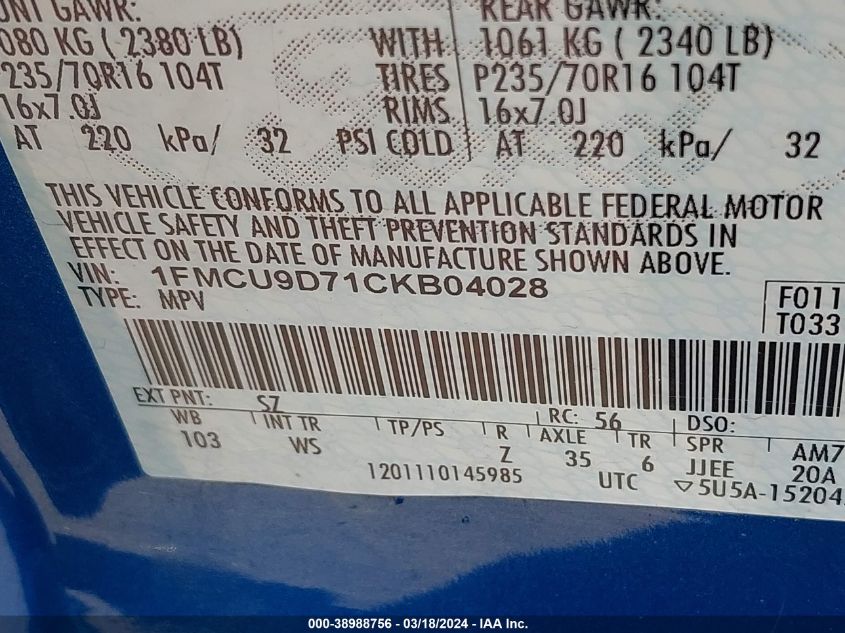 ONT GAWR: REAR GAWR:
080 KG ( 2380 LB) WITH 1061 KG ( 2340 LB)
P235/70R16 104T TIRES P235/70R16 104T
16x7.0J RIMS 16x7.0J
AT 220 kPa/ 32 PSI COLD AT 220 kPa/ 32
THIS VEHICLE CONFORMS TO ALL APPLICABLE FEDERAL MOTOR
VEHICLE SAFETY AND THEFT PREVENTION STANDARDS IN
EFFECT ON THE DATE OF MANUFACTURE SHOWN ABOVE.
VIN: 1FMCU9D71CKB04028
TYPE: MPV
F011
T033
EXT PNT: SZ RC: 56 DSO:
WB INT TR TP/PS R AXLE TR SPR AM7
103 WS Z 35 6 JJEE 20A
1201110145985 UTC ▽5U5A-15204
000-38988756 - 03/18/2024 - IAA Inc.